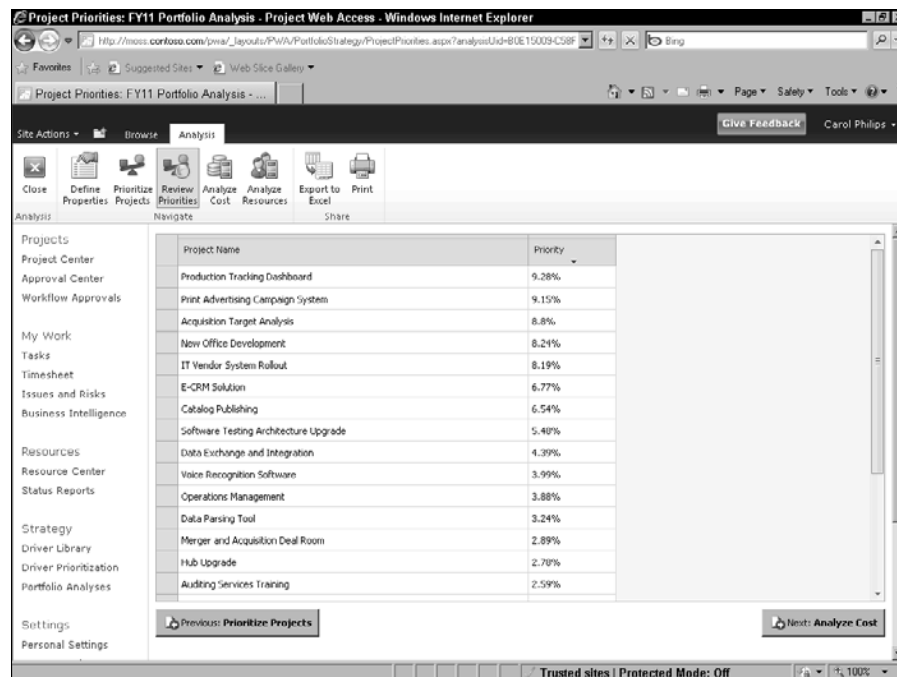 Project Priorities: FY11 Portfolio Analysis - Project Web Access - Windows Internet Explorer
http://moss.contoso.com/pwa/_layouts/PWA/PortfolioStrategy/ProjectPriorities.aspx?analysisUid=B0E15009-C58F
Bing
Favorites Suggested Sites Web Slice Gallery
Project Priorities: FY11 Portfolio Analysis - ...
Page Safety Tools
Give Feedback Carol Philips
Site Actions Browse Analysis
Close Define Properties Prioritize Projects Review Priorities Analyze Cost Analyze Resources Export to Excel Print
Analysis Navigate Share
Projects
Project Center
Approval Center
Workflow Approvals
My Work
Tasks
Timesheet
Issues and Risks
Business Intelligence
Resources
Resource Center
Status Reports
Strategy
Driver Library
Driver Prioritization
Portfolio Analyses
Settings
Personal Settings
Project Name Priority
Production Tracking Dashboard 9.28%
Print Advertising Campaign System 9.15%
Acquisition Target Analysis 8.8%
New Office Development 8.24%
IT Vendor System Rollout 8.19%
E-CRM Solution 6.77%
Catalog Publishing 6.54%
Software Testing Architecture Upgrade 5.40%
Data Exchange and Integration 4.39%
Voice Recognition Software 3.99%
Operations Management 3.88%
Data Parsing Tool 3.24%
Merger and Acquisition Deal Room 2.89%
Hub Upgrade 2.70%
Auditing Services Training 2.59%
Previous: Prioritize Projects Next: Analyze Cost
Trusted sites | Protected Mode: Off 100%